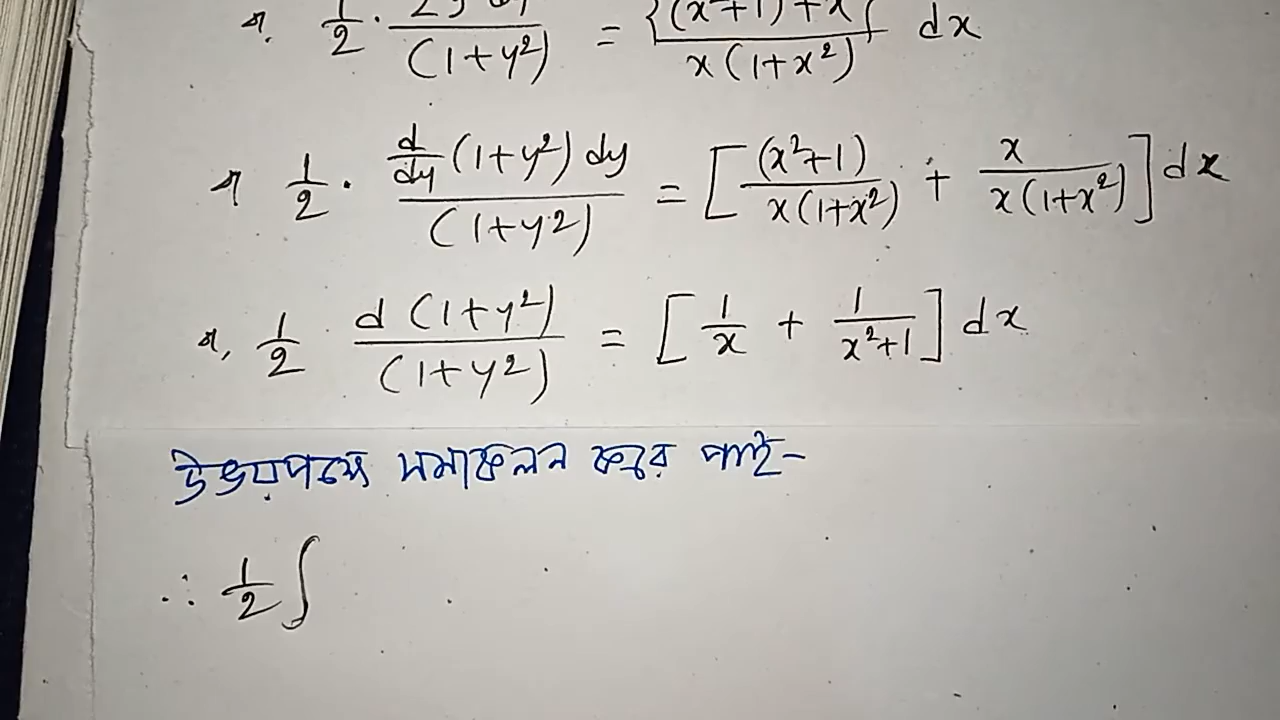 বা, 1/2 · 2y dy/(1+y²) = {(x²+1)+x}/x(1+x²) dx
বা 1/2 · d/dy (1+y²) dy/(1+y²) = [(x²+1)/x(1+x²) + x/x(1+x²)] dx
বা, 1/2 d(1+y²)/(1+y²) = [1/x + 1/x²+1] dx
উভয়পক্ষে সমাকলন করে পাই-
∴ 1/2 ∫